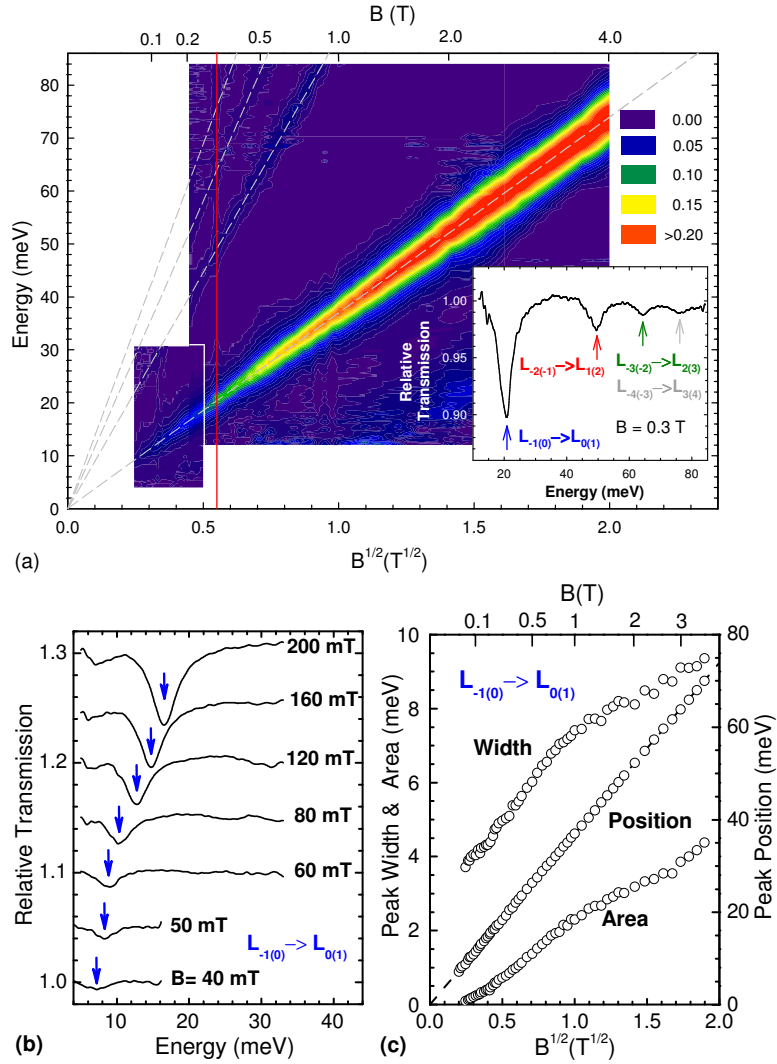 B (T)
0.1 0.2 0.5 1.0 2.0 4.0
80
70
60
50
40
30
20
10
0
Energy (meV)
0.00
0.05
0.10
0.15
>0.20
1.00
0.95
0.90
Relative
Transmission
L-2(-1)->L1(2)
L-3(-2)->L2(3)
L-4(-3)->L3(4)
L-1(0)->L0(1)
B = 0.3 T
20 40 60 80
Energy (meV)
0.0 0.5 1.0 1.5 2.0
(a)
B1/2(T1/2)
1.3
1.2
1.1
1.0
Relative Transmission
200 mT
160 mT
120 mT
80 mT
60 mT
50 mT
L-1(0)–> L0(1)
B= 40 mT
10 20 30 40
(b)
Energy (meV)
B(T)
0.1 0.5 1 2 3
10
8
6
4
2
0
Peak Width & Area (meV)
L-1(0)–> L0(1)
Width
Position
Area
80
60
40
20
0
Peak Position (meV)
0.0 0.5 1.0 1.5 2.0
(c)
B1/2(T1/2)